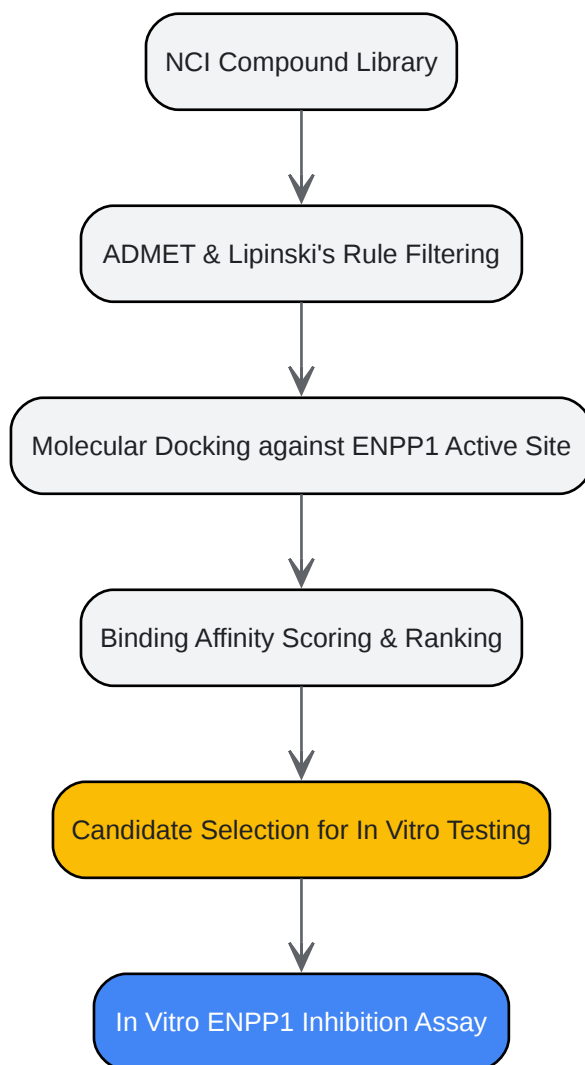 NCI Compound Library
ADMET & Lipinski's Rule Filtering
Molecular Docking against ENPP1 Active Site
Binding Affinity Scoring & Ranking
Candidate Selection for In Vitro Testing
In Vitro ENPP1 Inhibition Assay